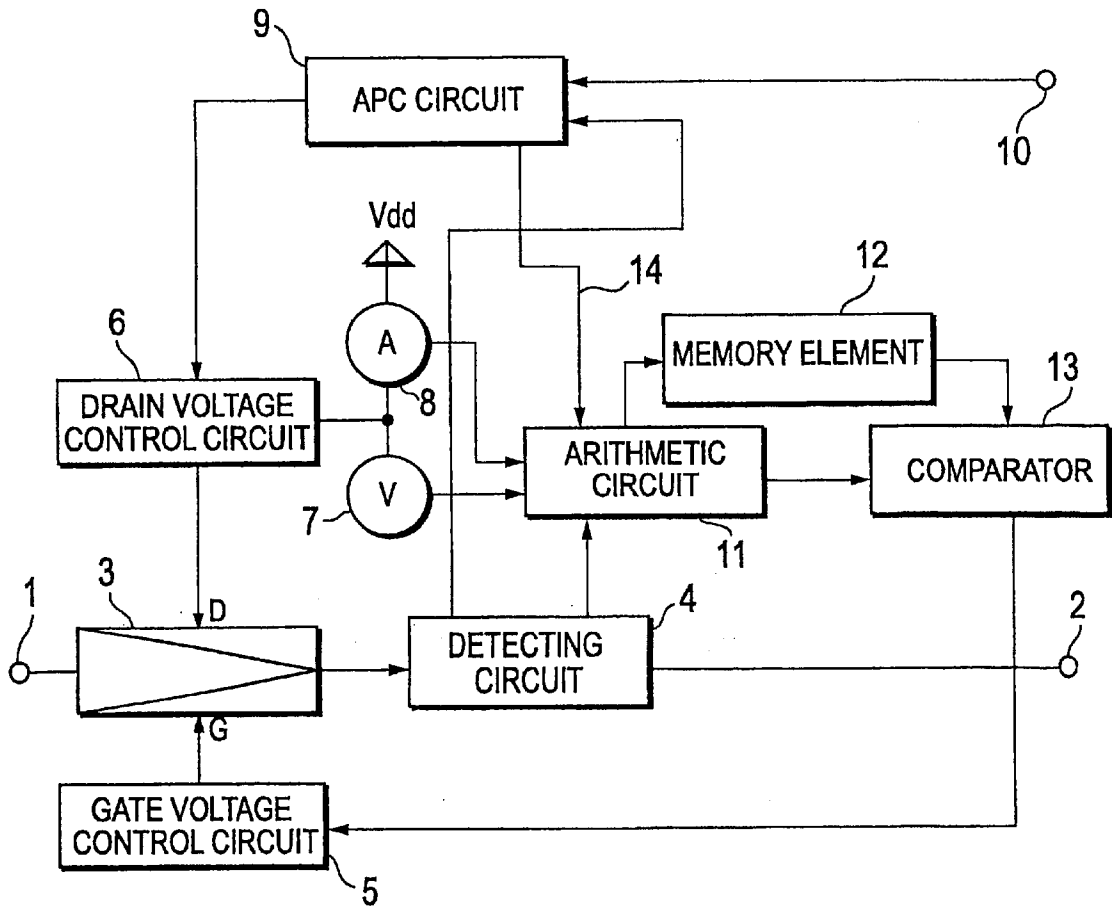 9
APC CIRCUIT
10
Vdd
14
12
A
8
MEMORY ELEMENT
6
13
DRAIN VOLTAGE
CONTROL CIRCUIT
ARITHMETIC
CIRCUIT
COMPARATOR
V
7
11
3
D
1
4
2
DETECTING
CIRCUIT
G
GATE VOLTAGE
CONTROL CIRCUIT
5